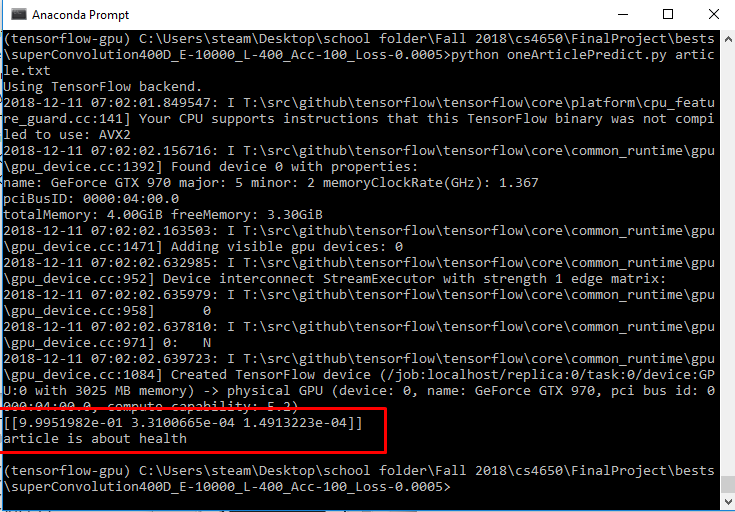 Anaconda Prompt
(tensorflow-gpu) C:\Users\steam\Desktop\school folder\Fall 2018\cs4650\FinalProject\bests
\superConvolution400D_E-10000_L-400_Acc-100_Loss-0.0005>python oneArticlePredict.py artic
le.txt
Using TensorFlow backend.
2018-12-11 07:02:01.849547: I T:\src\github\tensorflow\tensorflow\core\platform\cpu_featu
re_guard.cc:141] Your CPU supports instructions that this TensorFlow binary was not compi
led to use: AVX2
2018-12-11 07:02:02.156716: I T:\src\github\tensorflow\tensorflow\core\common_runtime\gpu
\gpu_device.cc:1392] Found device 0 with properties:
name: GeForce GTX 970 major: 5 minor: 2 memoryClockRate(GHz): 1.367
pciBusID: 0000:04:00.0
totalMemory: 4.00GiB freeMemory: 3.30GiB
2018-12-11 07:02:02.163503: I T:\src\github\tensorflow\tensorflow\core\common_runtime\gpu
\gpu_device.cc:1471] Adding visible gpu devices: 0
2018-12-11 07:02:02.632985: I T:\src\github\tensorflow\tensorflow\core\common_runtime\gpu
\gpu_device.cc:952] Device interconnect StreamExecutor with strength 1 edge matrix:
2018-12-11 07:02:02.635979: I T:\src\github\tensorflow\tensorflow\core\common_runtime\gpu
\gpu_device.cc:958]      0
2018-12-11 07:02:02.637810: I T:\src\github\tensorflow\tensorflow\core\common_runtime\gpu
\gpu_device.cc:971] 0:   N
2018-12-11 07:02:02.639723: I T:\src\github\tensorflow\tensorflow\core\common_runtime\gpu
\gpu_device.cc:1084] Created TensorFlow device (/job:localhost/replica:0/task:0/device:GP
U:0 with 3025 MB memory) -> physical GPU (device: 0, name: GeForce GTX 970, pci bus id: 0
000:04:00.0, compute capability: 5.2)
[[9.9951982e-01 3.3100665e-04 1.4913223e-04]]
article is about health
(tensorflow-gpu) C:\Users\steam\Desktop\school folder\Fall 2018\cs4650\FinalProject\bests
\superConvolution400D_E-10000_L-400_Acc-100_Loss-0.0005>